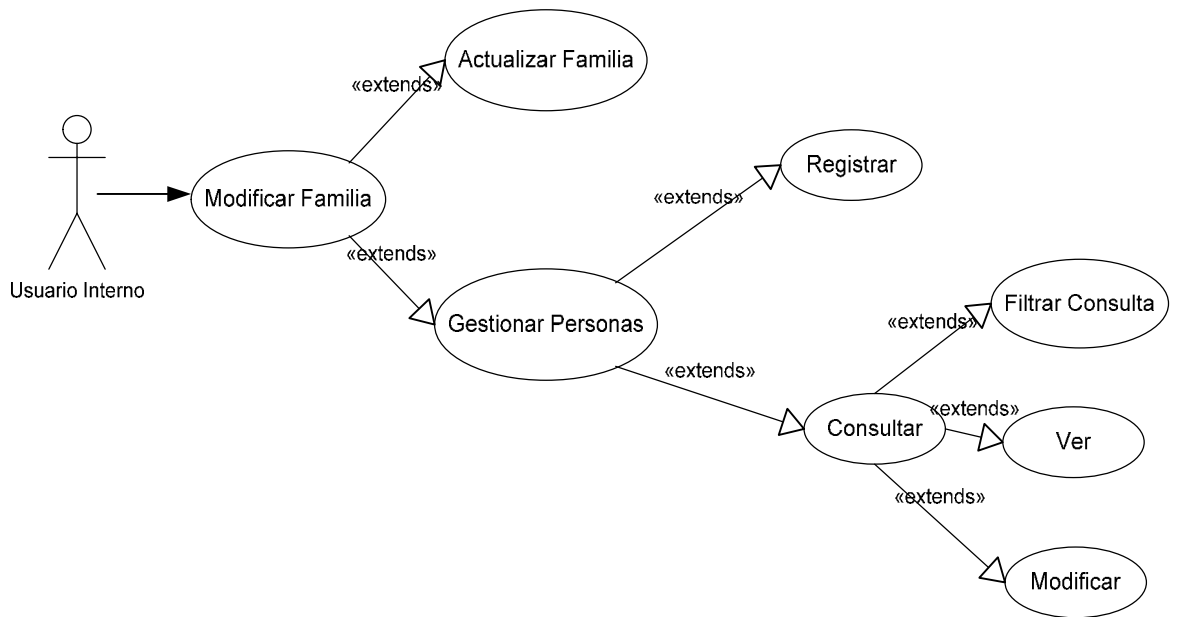 Actualizar Familia
«extends»
Registrar
Modificar Familia
«extends»
«extends»
Usuario Interno
Filtrar Consulta
Gestionar Personas
«extends»
«extends»
«extends»
Consultar
Ver
«extends»
Modificar